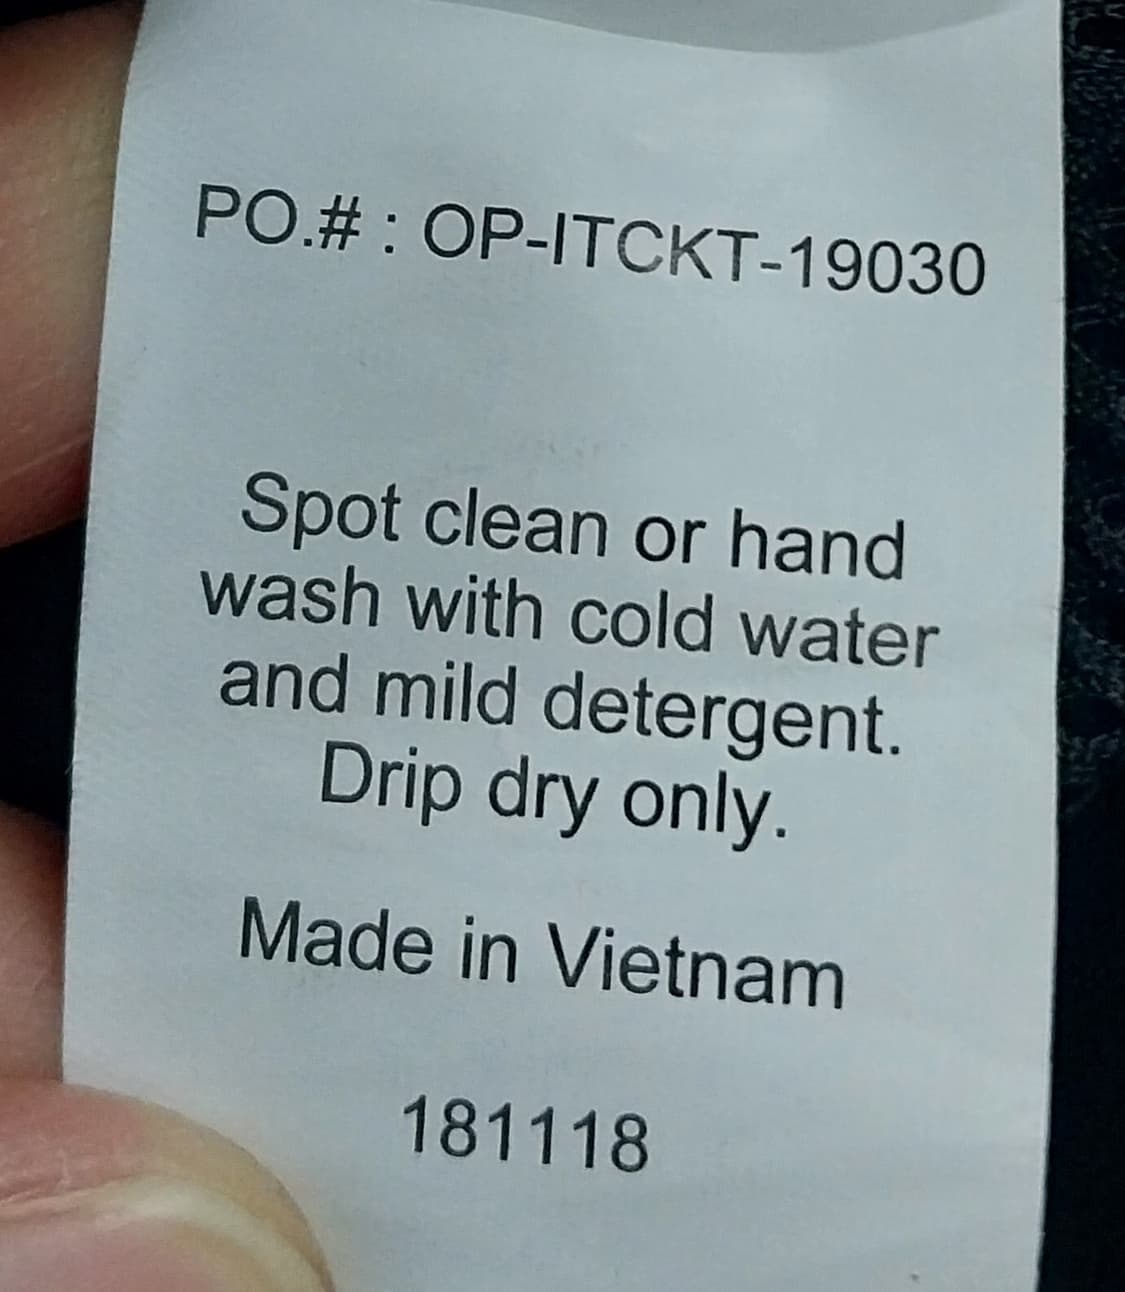 PO.# : OP-ITCKT-19030
Spot clean or hand
wash with cold water
and mild detergent.
Drip dry only.
Made in Vietnam
181118